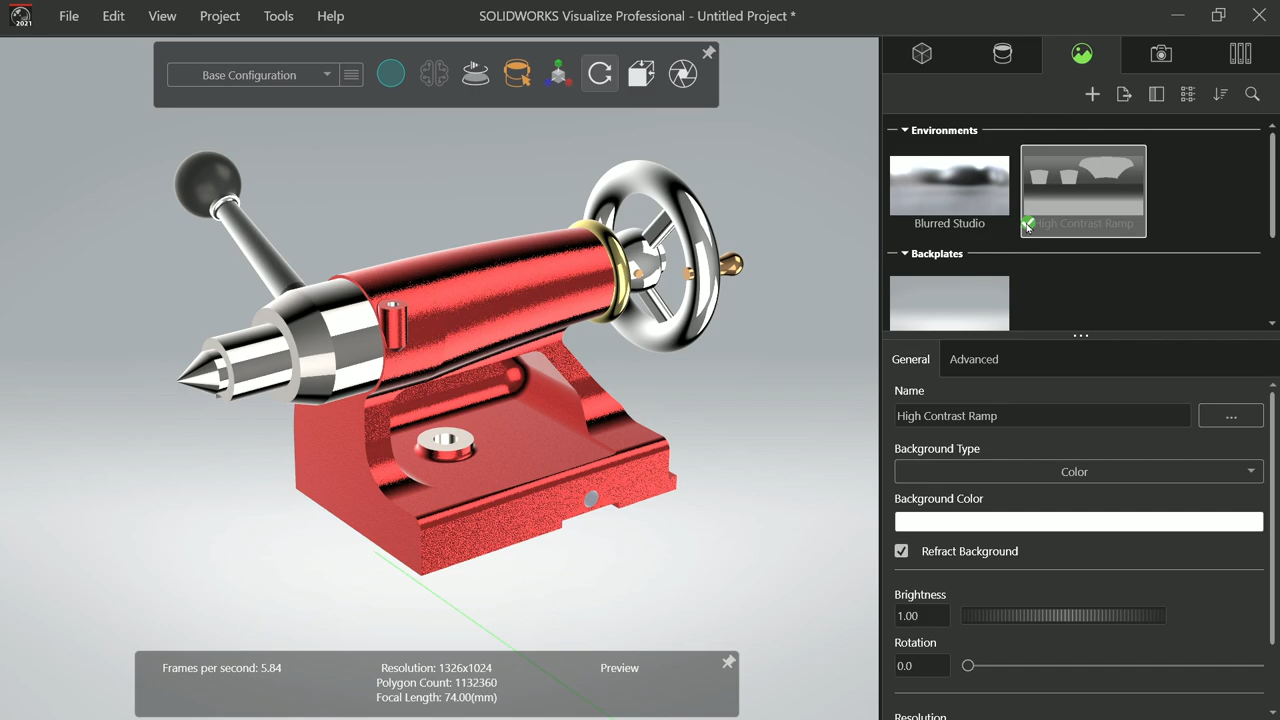 2021
File Edit View Project Tools Help
SOLIDWORKS Visualize Professional - Untitled Project *
Base Configuration
Environments
Blurred Studio
High Contrast Ramp
Backplates
General Advanced
Name
High Contrast Ramp ...
Background Type
Color
Background Color
Refract Background
Brightness
1.00
Rotation
0.0
Resolution
Frames per second: 5.84
Resolution: 1326x1024
Polygon Count: 1132360
Focal Length: 74.00(mm)
Preview